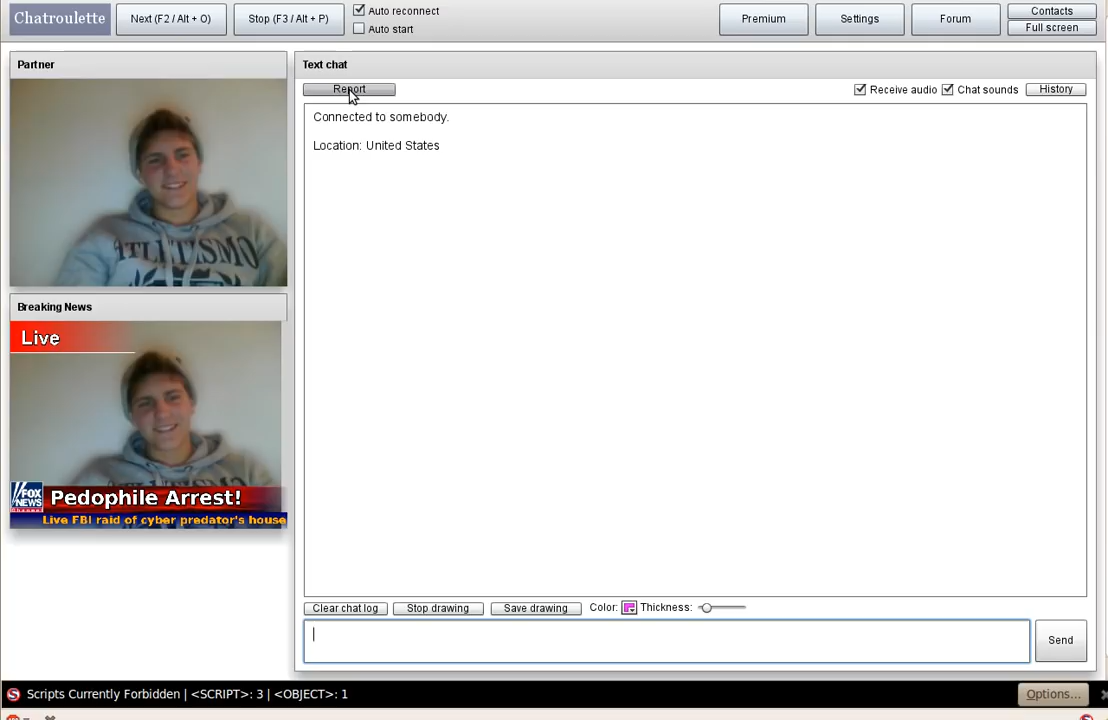 Chatroulette
Next (F2 / Alt + O)
Stop (F3 / Alt + P)
Auto reconnect
Auto start
Premium
Settings
Forum
Contacts
Full screen
Partner
ATLETISMO
Breaking News
Live
FOX
NEWS
Channel
Pedophile Arrest!
Live FBI raid of cyber predator's house
Text chat
Report
Receive audio
Chat sounds
History
Connected to somebody.
Location: United States
Clear chat log
Stop drawing
Save drawing
Color:
Thickness:
Send
Scripts Currently Forbidden | <SCRIPT>: 3 | <OBJECT>: 1
Options...